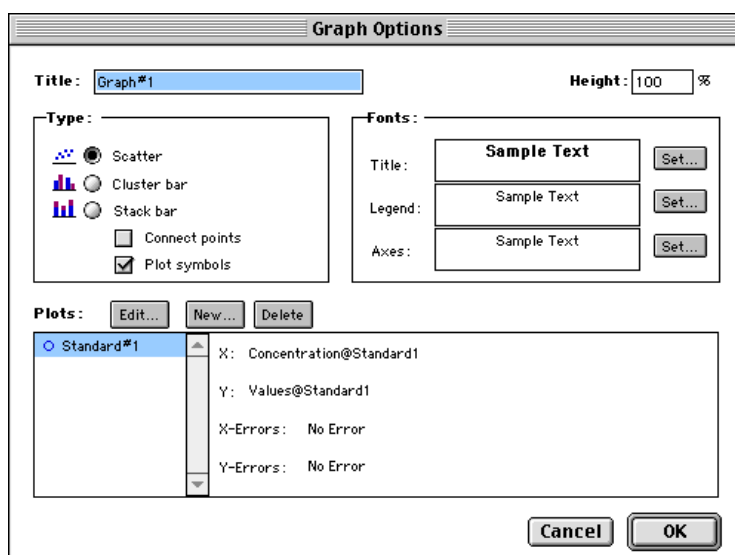 Graph Options
Title: Graph#1 Height: 100 %
Type:
Scatter
Cluster bar
Stack bar
Connect points
Plot symbols
Fonts:
Title: Sample Text Set...
Legend: Sample Text Set...
Axes: Sample Text Set...
Plots: Edit... New... Delete
Standard#1
X: Concentration@Standard1
Y: Values@Standard1
X-Errors: No Error
Y-Errors: No Error
Cancel OK